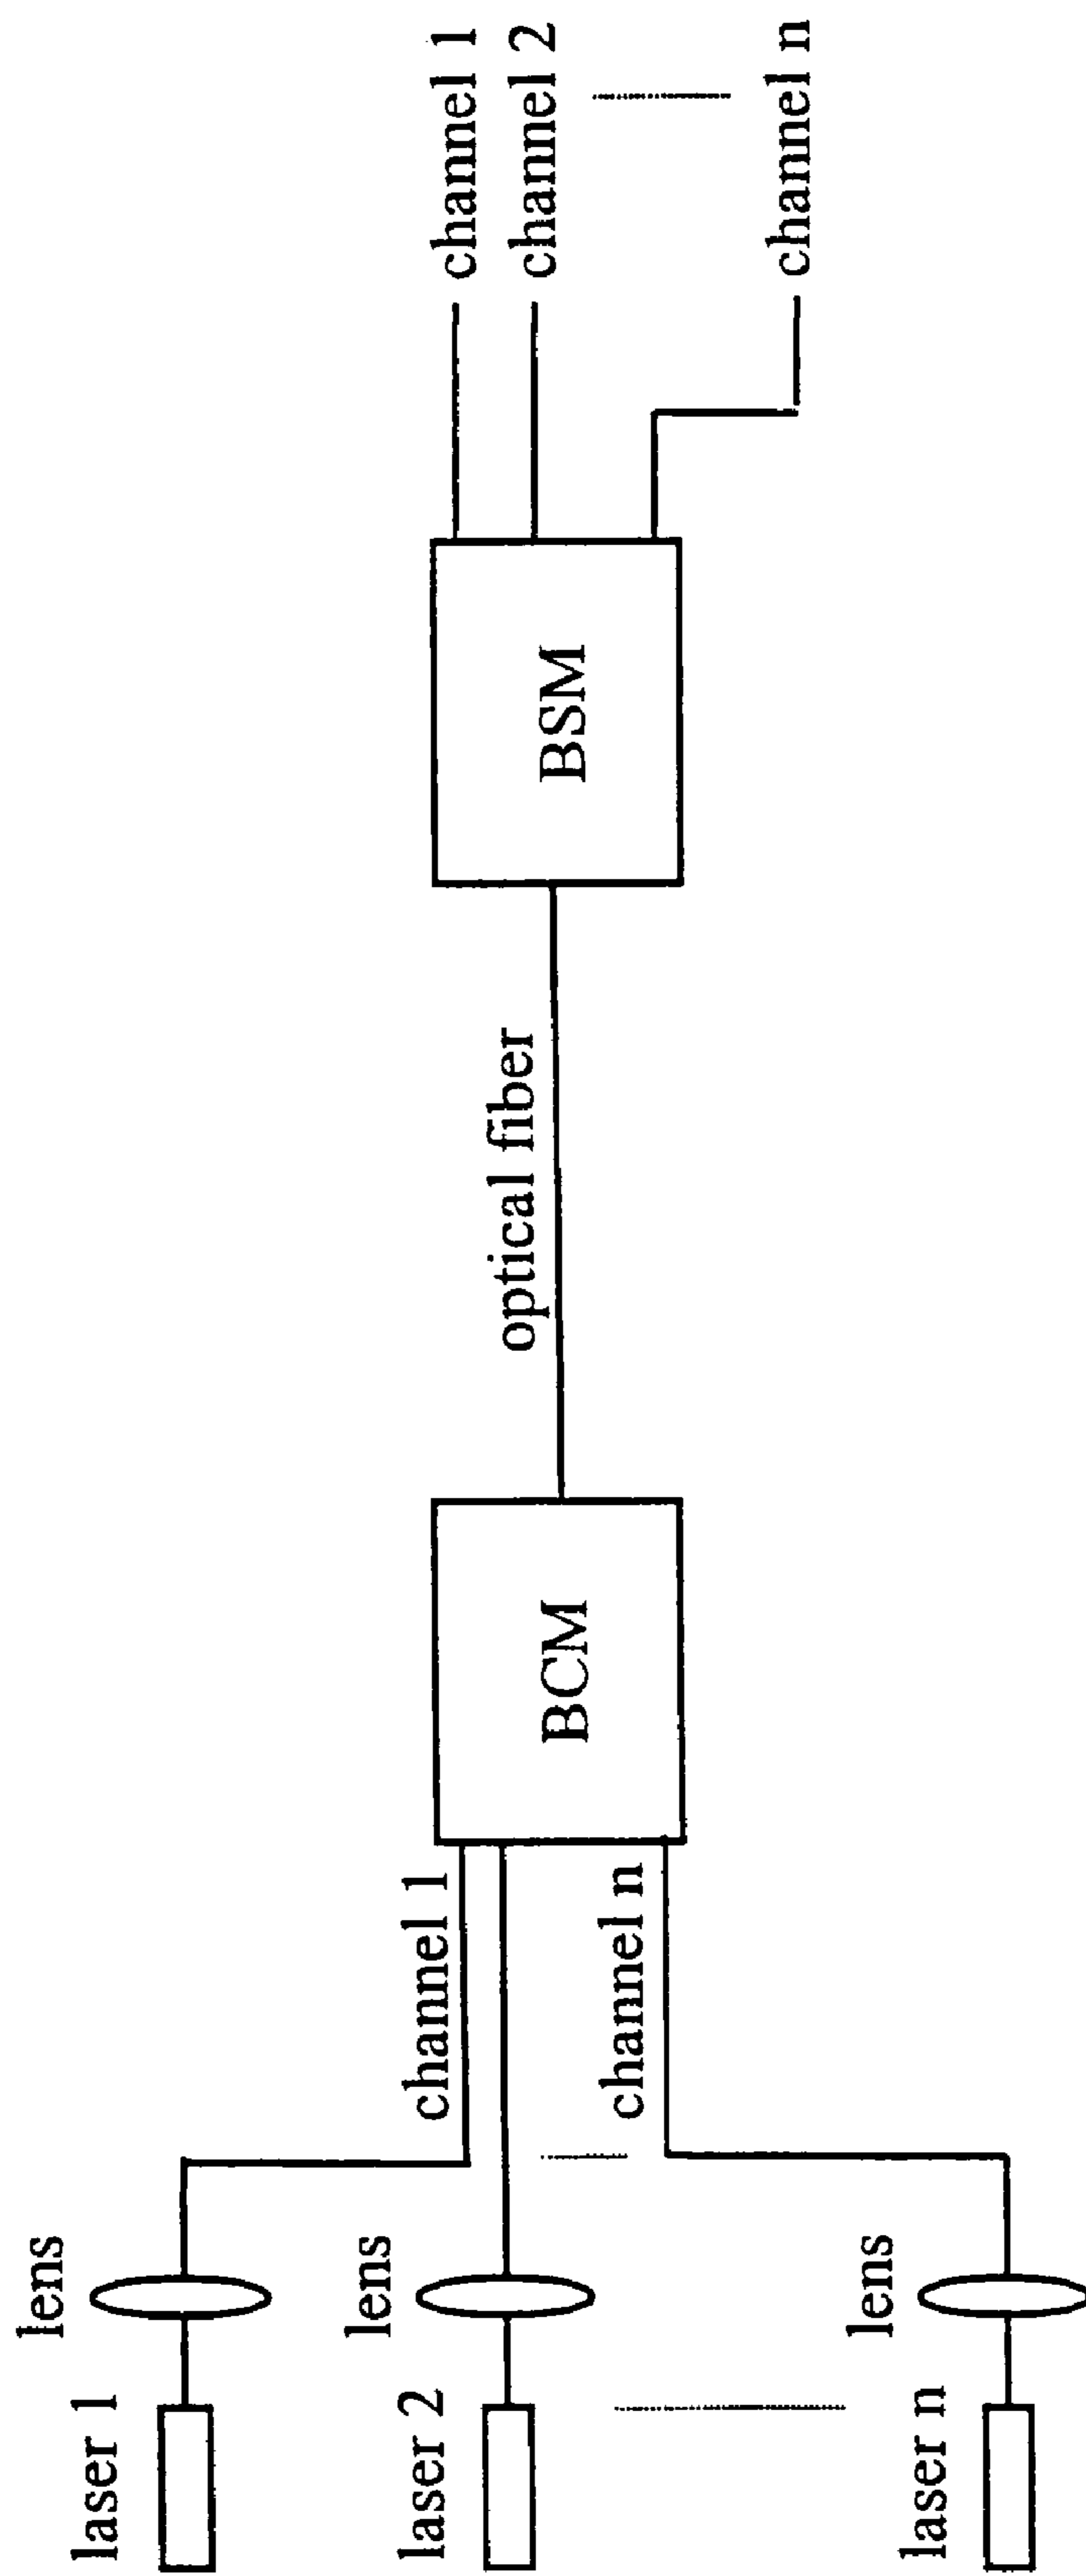 laser 1
lens
laser 2
lens
laser n
lens
channel 1
channel n
BCM
optical fiber
BSM
channel 1
channel 2
channel n